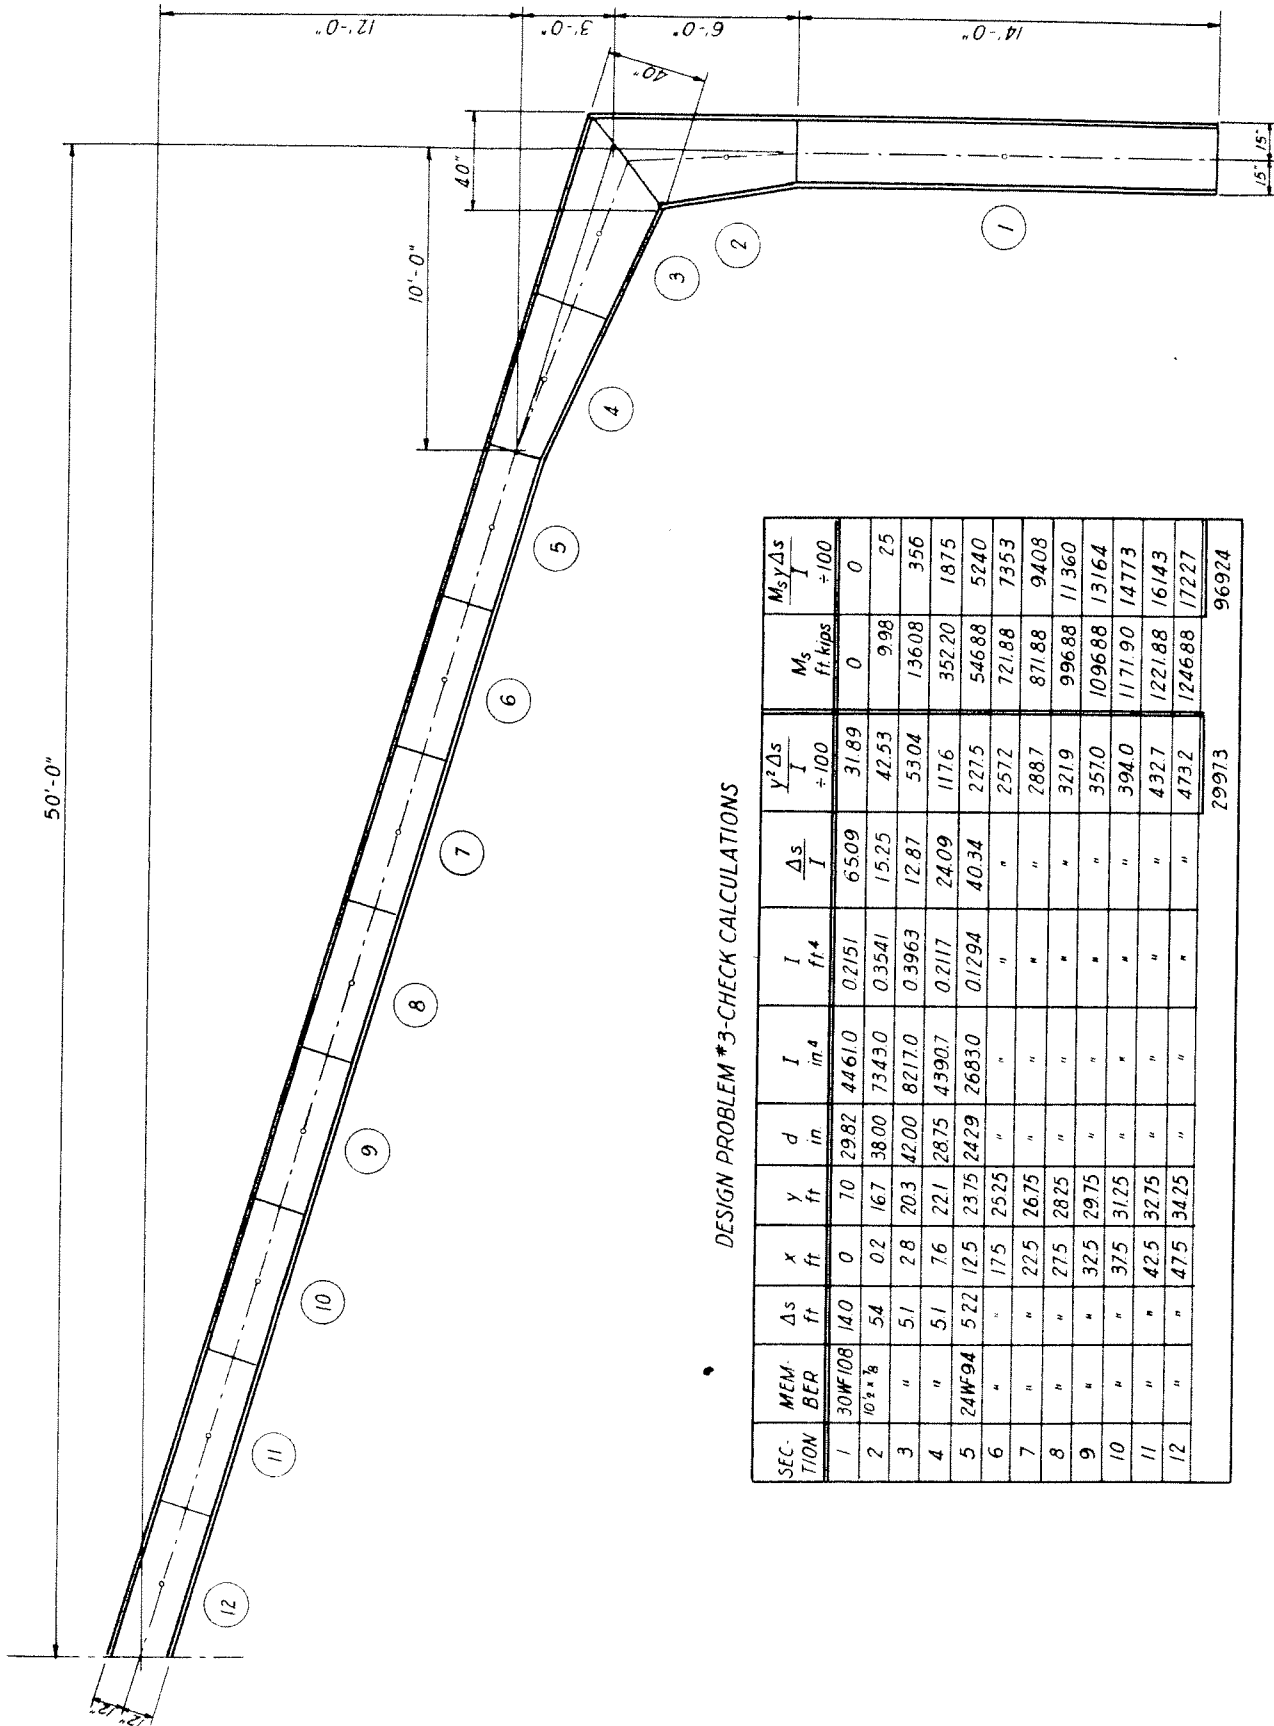 50'-0"
10'-0"
40"
40"
12'-0"
3'-0"
6'-0"
14'-0"
15" 15"
12" 12"
1
2
3
4
5
6
7
8
9
10
11
12
DESIGN PROBLEM #3-CHECK CALCULATIONS
SEC-TION MEM-BER Δs ft x ft y ft d in. I in.4 I ft.4 Δs/I y²Δs/I ÷100 Ms ft.kips MsyΔs/I ÷100
1 30WF108 14.0 0 7.0 29.82 4461.0 0.2151 65.09 31.89 0 0
2 10½ x ⅞ 5.4 0.2 16.7 38.00 7343.0 0.3541 15.25 42.53 9.98 25
3 " 5.1 2.8 20.3 42.00 8217.0 0.3963 12.87 53.04 136.08 356
4 " 5.1 7.6 22.1 28.75 4390.7 0.2117 24.09 117.6 352.20 1875
5 24WF94 5.22 12.5 23.75 24.29 2683.0 0.1294 40.34 227.5 546.88 5240
6 " " 17.5 25.25 " " " " 257.2 721.88 7353
7 " " 22.5 26.75 " " " " 288.7 871.88 9408
8 " " 27.5 28.25 " " " " 321.9 996.88 11360
9 " " 32.5 29.75 " " " " 357.0 1096.88 13164
10 " " 37.5 31.25 " " " " 394.0 1171.90 14773
11 " " 42.5 32.75 " " " " 432.7 1221.88 16143
12 " " 47.5 34.25 " " " " 473.2 1246.88 17227
2997.3 96924